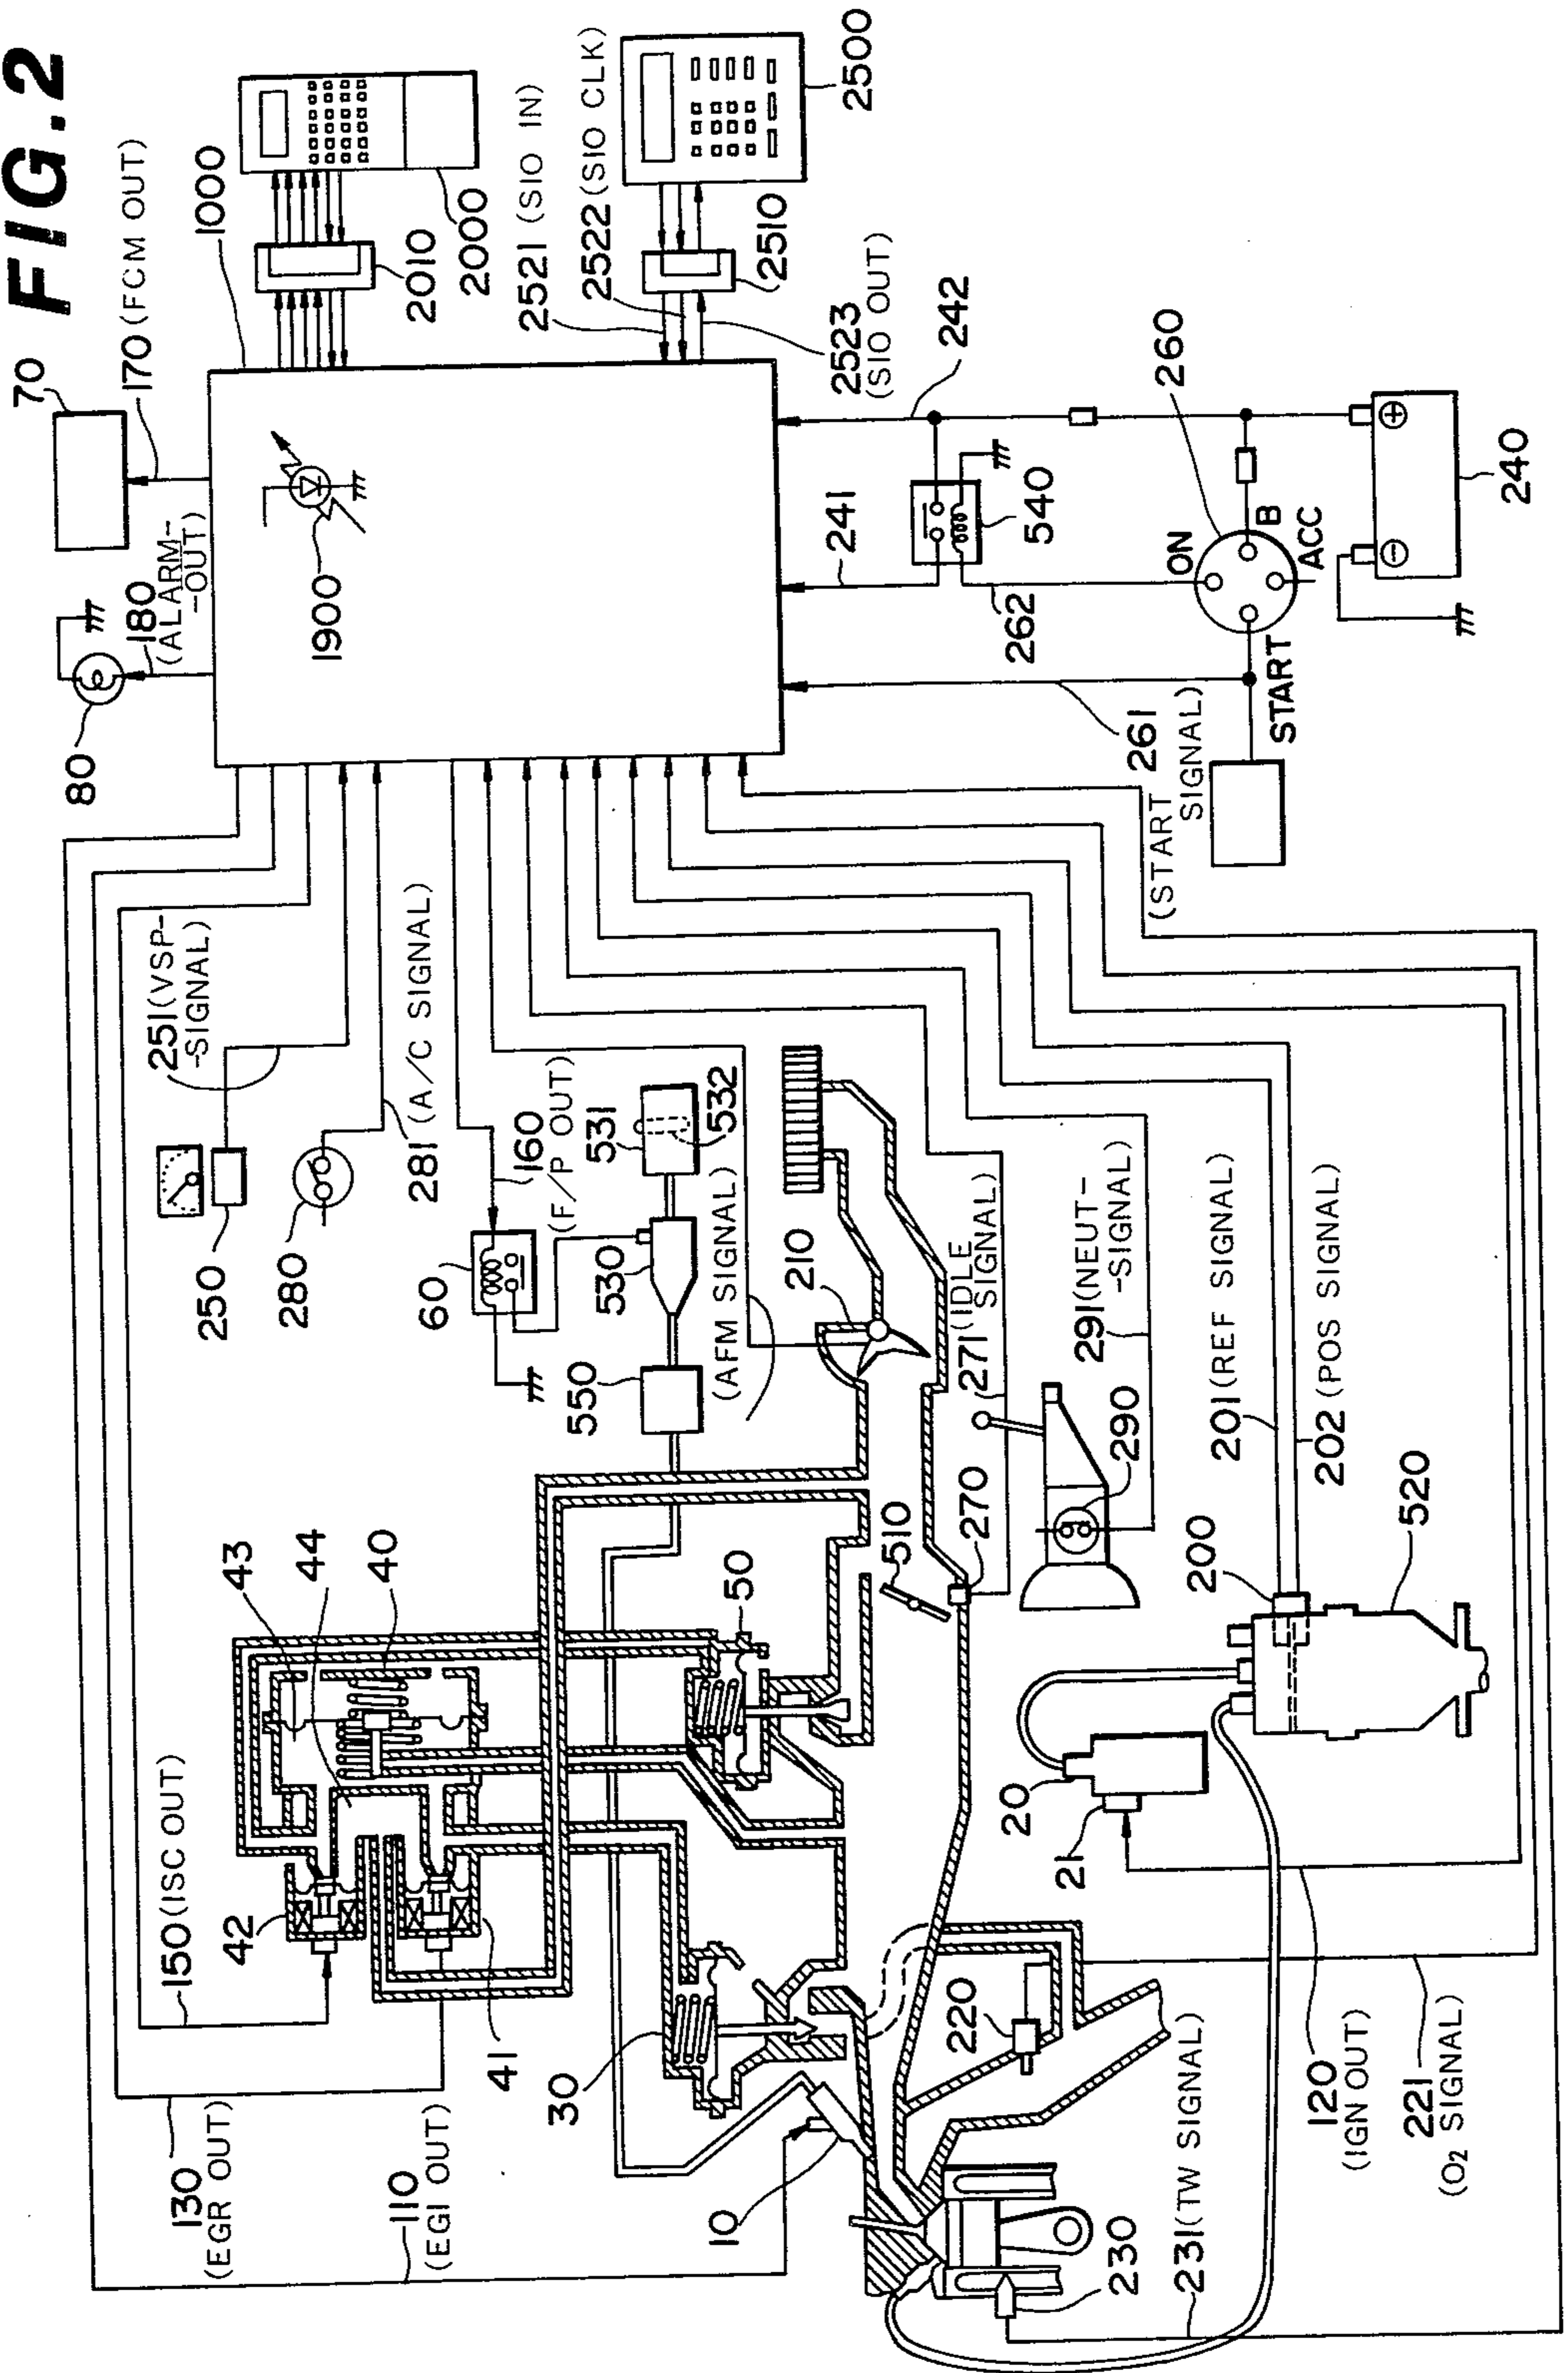 FIG.2
70
170 (FCM OUT)
1000
2000
2010
2521 (SIO IN)
2522 (SIO CLK)
2500
2510
2523
(SIO OUT)
80
180
(ALARM-
-OUT)
1900
242
241
540
262
260
ON
B
ACC
START
240
261
(START
SIGNAL)
251 (VSP-
-SIGNAL)
250
280
281 (A/C SIGNAL)
60
160
(F/P OUT)
530
531
532
550
(AFM SIGNAL)
210
271 (IDLE
SIGNAL)
291 (NEUT-
-SIGNAL)
290
270
510
201 (REF SIGNAL)
202 (POS SIGNAL)
200
520
43
44
40
50
150 (ISC OUT)
42
41
30
130
(EGR OUT)
110
(EGI OUT)
10
20
21
220
230
231 (TW SIGNAL)
120
(IGN OUT)
221
(O2 SIGNAL)